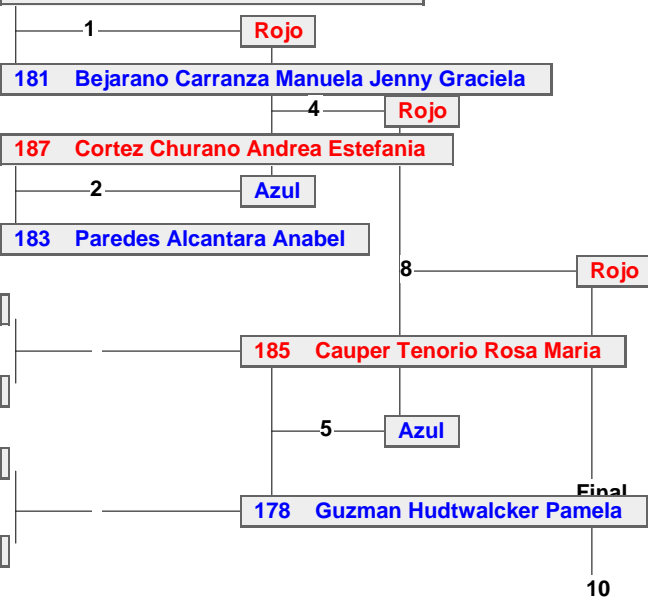 1 Rojo
181 Bejarano Carranza Manuela Jenny Graciela
4 Rojo
187 Cortez Churano Andrea Estefania
2 Azul
183 Paredes Alcantara Anabel
8 Rojo
185 Cauper Tenorio Rosa Maria
5 Azul
Final
178 Guzman Hudtwalcker Pamela
10